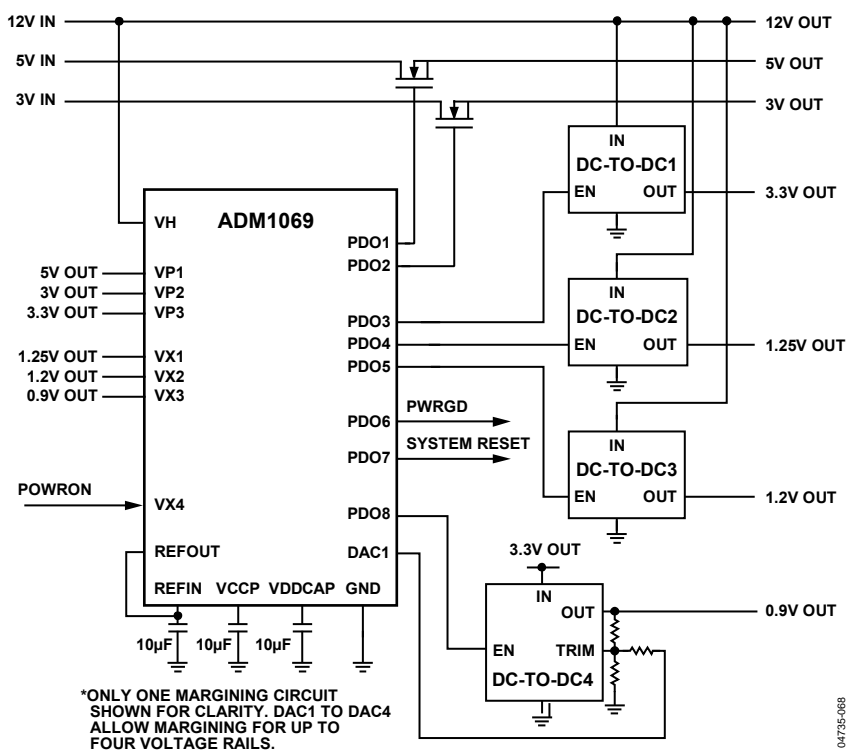 12V IN
12V OUT
5V IN
5V OUT
3V IN
3V OUT
IN
DC-TO-DC1
EN OUT
3.3V OUT
ADM1069
VH
PDO1
PDO2
5V OUT VP1
3V OUT VP2
3.3V OUT VP3
PDO3
PDO4
PDO5
IN
DC-TO-DC2
EN OUT
1.25V OUT
1.25V OUT VX1
1.2V OUT VX2
0.9V OUT VX3
PDO6
PWRGD
PDO7
SYSTEM RESET
IN
DC-TO-DC3
EN OUT
1.2V OUT
POWRON
VX4
PDO8
REFOUT
DAC1
REFIN VCCP VDDCAP GND
10µF 10µF 10µF
3.3V OUT
IN
OUT
0.9V OUT
EN TRIM
DC-TO-DC4
*ONLY ONE MARGINING CIRCUIT
SHOWN FOR CLARITY. DAC1 TO DAC4
ALLOW MARGINING FOR UP TO
FOUR VOLTAGE RAILS.
04735-068